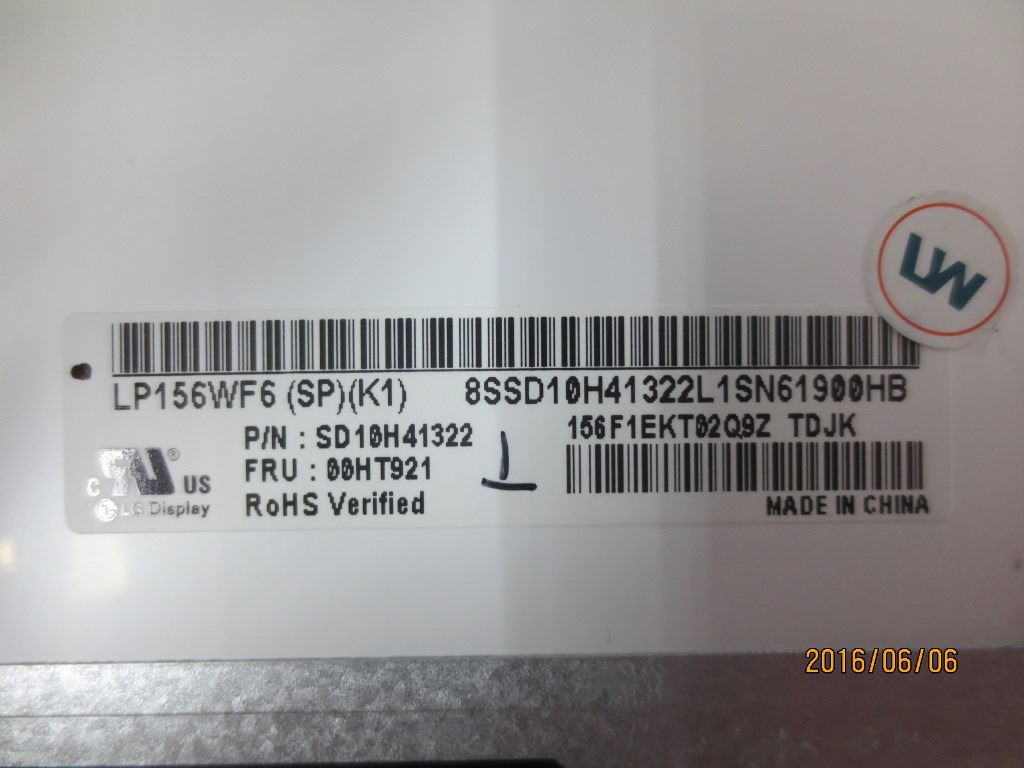 LP156WF6 (SP)(K1) 8SSD10H41322L1SN61900HB
P/N : SD10H41322
156F1EKT02Q9Z TDJK
FRU : 00HT921
RoHS Verified
MADE IN CHINA
C RU ® US
LG Display
2016/06/06